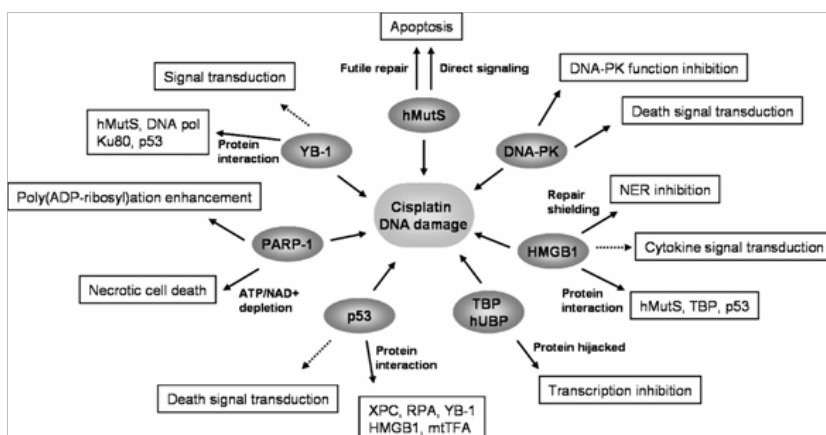 Apoptosis
Futile repair
Direct signaling
hMutS
Signal transduction
hMutS, DNA pol
Ku80, p53
Protein
interaction
YB-1
DNA-PK function inhibition
Death signal transduction
DNA-PK
Poly(ADP-ribosyl)ation enhancement
PARP-1
Necrotic cell death
ATP/NAD+
depletion
Cisplatin
DNA damage
Repair
shielding
NER inhibition
HMGB1
Cytokine signal transduction
Protein
interaction
hMutS, TBP, p53
p53
Death signal transduction
Protein
interaction
XPC, RPA, YB-1
HMGB1, mtTFA
TBP
hUBP
Protein hijacked
Transcription inhibition